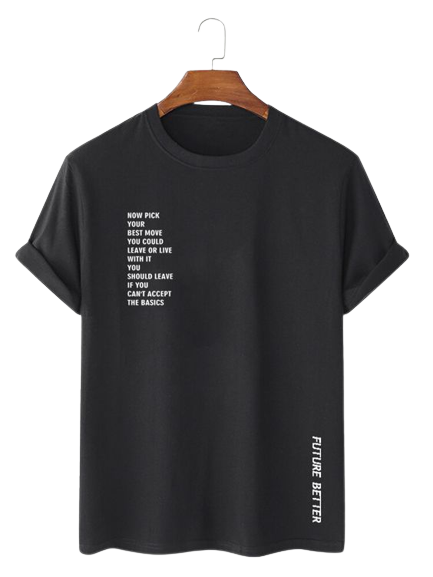 NOW PICK
YOUR
BEST MOVE
YOU COULD
LEAVE OR LIVE
WITH IT
YOU
SHOULD LEAVE
IF YOU
CAN'T ACCEPT
THE BASICS
FUTURE BETTER